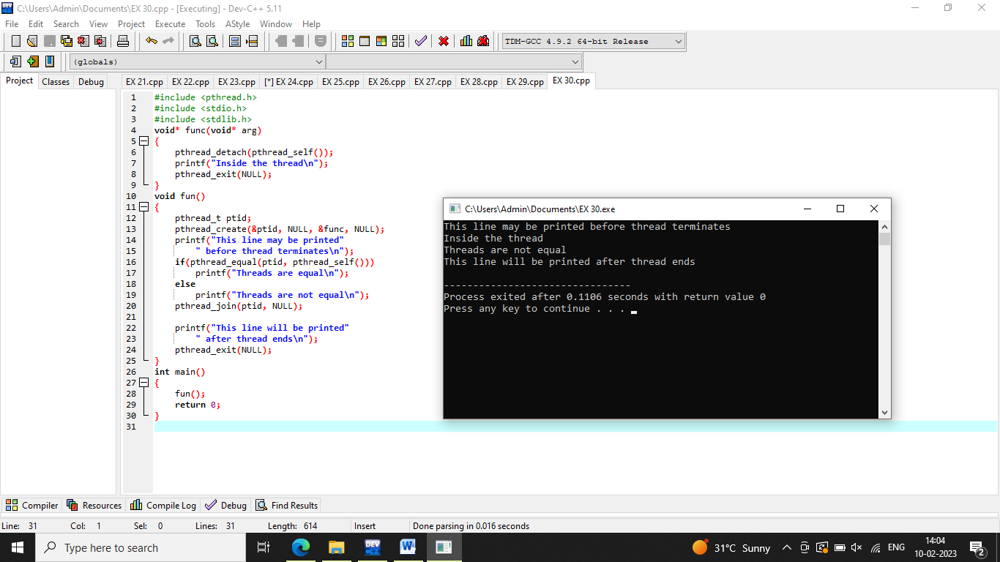 C:\Users\Admin\Documents\EX 30.cpp - [Executing] - Dev-C++ 5.11
File Edit Search View Project Execute Tools AStyle Window Help
TDM-GCC 4.9.2 64-bit Release
(globals)
Project Classes Debug
EX 21.cpp EX 22.cpp EX 23.cpp [*] EX 24.cpp EX 25.cpp EX 26.cpp EX 27.cpp EX 28.cpp EX 29.cpp EX 30.cpp
1 #include <pthread.h>
2 #include <stdio.h>
3 #include <stdlib.h>
4 void* func(void* arg)
5 {
6 pthread_detach(pthread_self());
7 printf("Inside the thread\n");
8 pthread_exit(NULL);
9 }
10 void fun()
11 {
12 pthread_t ptid;
13 pthread_create(&ptid, NULL, &func, NULL);
14 printf("This line may be printed"
15 " before thread terminates\n");
16 if(pthread_equal(ptid, pthread_self()))
17 printf("Threads are equal\n");
18 else
19 printf("Threads are not equal\n");
20 pthread_join(ptid, NULL);
21
22 printf("This line will be printed"
23 " after thread ends\n");
24 pthread_exit(NULL);
25 }
26 int main()
27 {
28 fun();
29 return 0;
30 }
31
C:\Users\Admin\Documents\EX 30.exe
This line may be printed before thread terminates
Inside the thread
Threads are not equal
This line will be printed after thread ends
--------------------------------
Process exited after 0.1106 seconds with return value 0
Press any key to continue . . .
Compiler Resources Compile Log Debug Find Results
Line: 31 Col: 1 Sel: 0 Lines: 31 Length: 614 Insert Done parsing in 0.016 seconds
Type here to search
DEV
W
31°C Sunny
ENG
14:04
10-02-2023
2